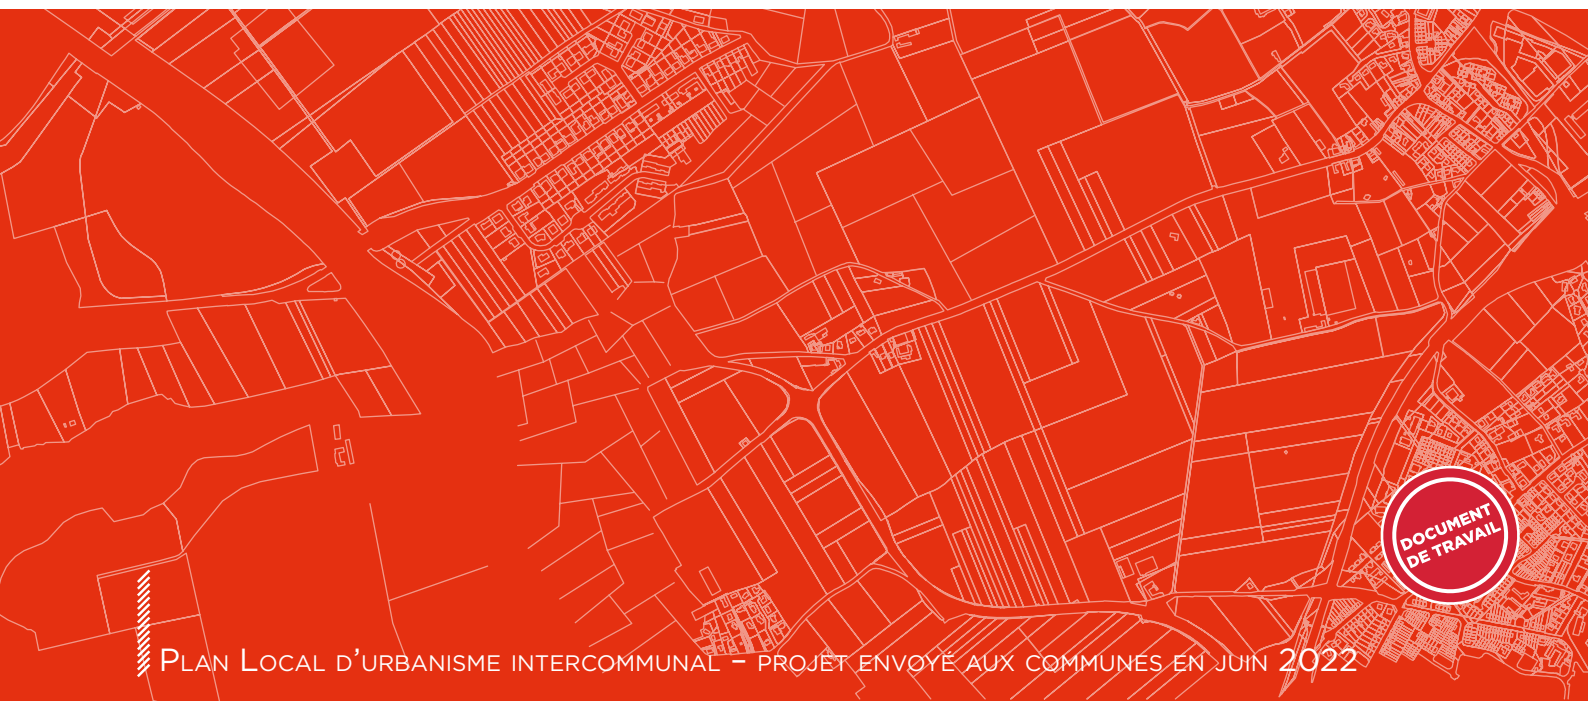 DOCUMENT
DE TRAVAIL
Plan Local d'urbanisme intercommunal – projet envoyé aux communes en juin 2022